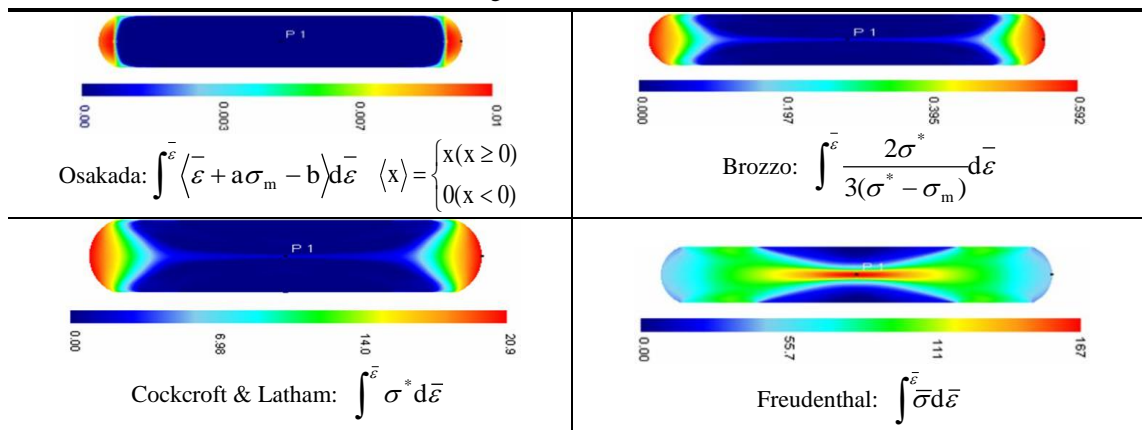 P 1
0.00 0.003 0.007 0.01
Osakada: ∫^ε̄ ⟨ε̄ + aσ_m − b⟩dε̄ ⟨x⟩ = { x(x ≥ 0) 0(x < 0)
P 1
0.000 0.197 0.395 0.592
Brozzo: ∫^ε̄ 2σ* / 3(σ* − σ_m) dε̄
P 1
0.00 6.98 14.0 20.9
Cockcroft & Latham: ∫^ε̄ σ* dε̄
P 1
0.00 55.7 111 167
Freudenthal: ∫^ε̄ σ̄dε̄